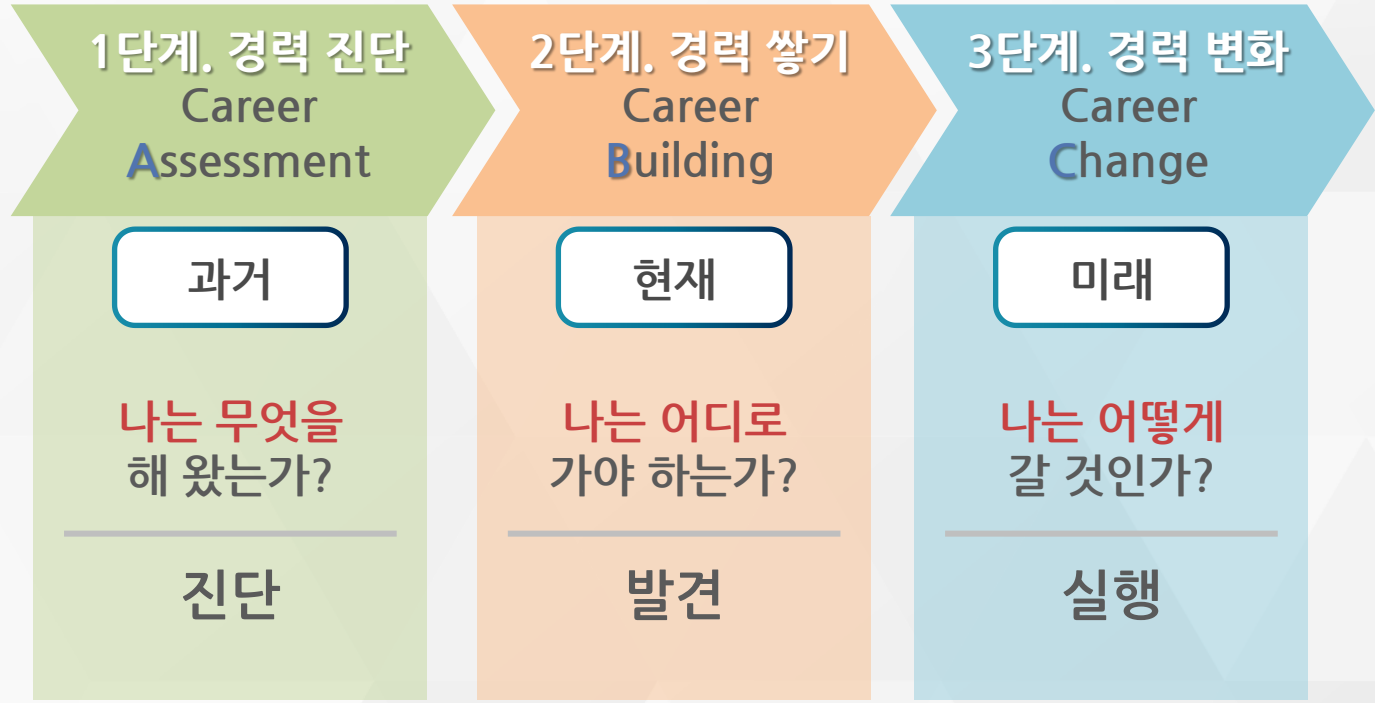 1단계. 경력 진단
Career
Assessment
과거
나는 무엇을
해 왔는가?
진단
2단계. 경력 쌓기
Career
Building
현재
나는 어디로
가야 하는가?
발견
3단계. 경력 변화
Career
Change
미래
나는 어떻게
갈 것인가?
실행